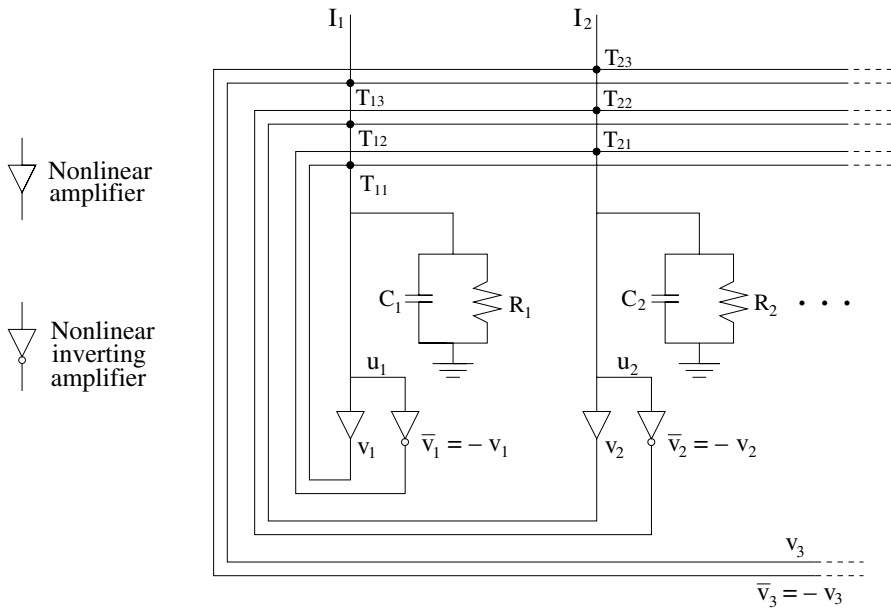 I₁
I₂
T₂₃
T₁₃
T₂₂
T₁₂
T₂₁
T₁₁
Nonlinear
amplifier
C₁
R₁
C₂
R₂
. . .
Nonlinear
inverting
amplifier
u₁
u₂
v₁
v̅₁ = − v₁
v₂
v̅₂ = − v₂
v₃
v̅₃ = − v₃